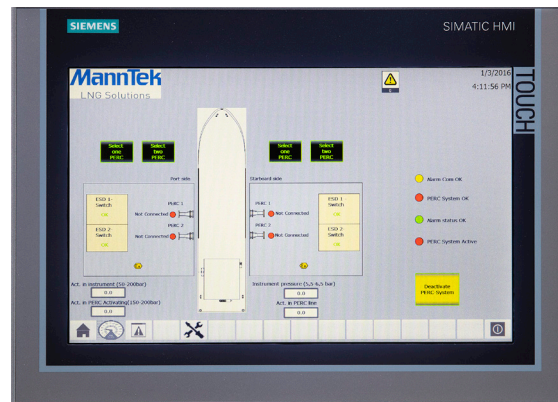 SIEMENS
SIMATIC HMI
TOUCH
MannTek
LNG Solutions
1/3/2016
4:11:56 PM
Select one PERC
Select two PERC
Select one PERC
Select two PERC
Port side
Starboard side
ESD 1-
Switch
OK
PERC 1
Not Connected
ESD 2-
Switch
OK
PERC 2
Not Connected
PERC 1
Not Connected
ESD 1-
Switch
OK
PERC 2
Not Connected
ESD 2-
Switch
OK
Alarm Com OK
PERC System OK
Alarm status OK
PERC System Active
Act. in instrument (50-200bar)
0.0
Act. in PERC Activating(150-200bar)
0.0
Instrument pressure (5,5-6,5 bar)
0.0
Act. in PERC line
0.0
Deactivate
PERC System